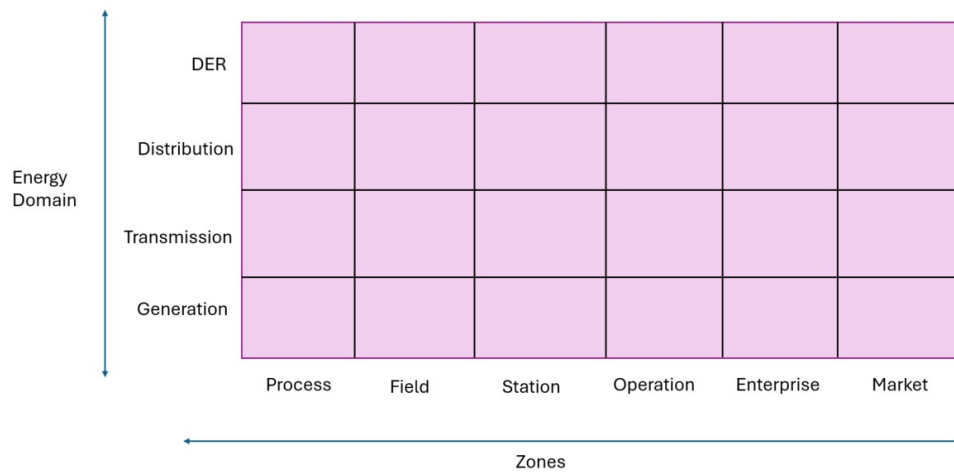 DER
Distribution
Energy
Domain
Transmission
Generation
Process Field Station Operation Enterprise Market
Zones